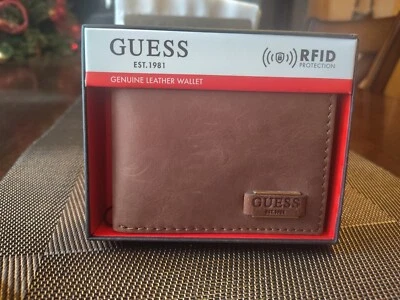 GUESS
EST.1981
RFID
PROTECTION
GENUINE LEATHER WALLET
GUESS
EST. 1981